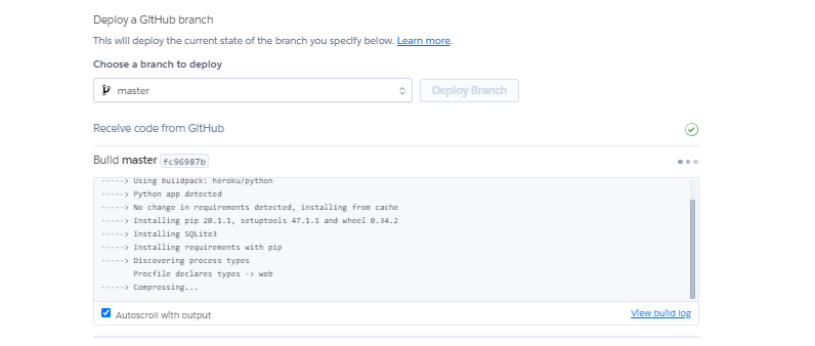 Deploy a GitHub branch
This will deploy the current state of the branch you specify below. Learn more.
Choose a branch to deploy
master
Deploy Branch
Receive code from GitHub
Build master fc96987b
-----> Using buildpack: heroku/python
-----> Python app detected
-----> No change in requirements detected, installing from cache
-----> Installing pip 20.1.1, setuptools 47.1.1 and wheel 0.34.2
-----> Installing SQLite3
-----> Installing requirements with pip
-----> Discovering process types
Procfile declares types -> web
-----> Compressing...
Autoscroll with output
View build log